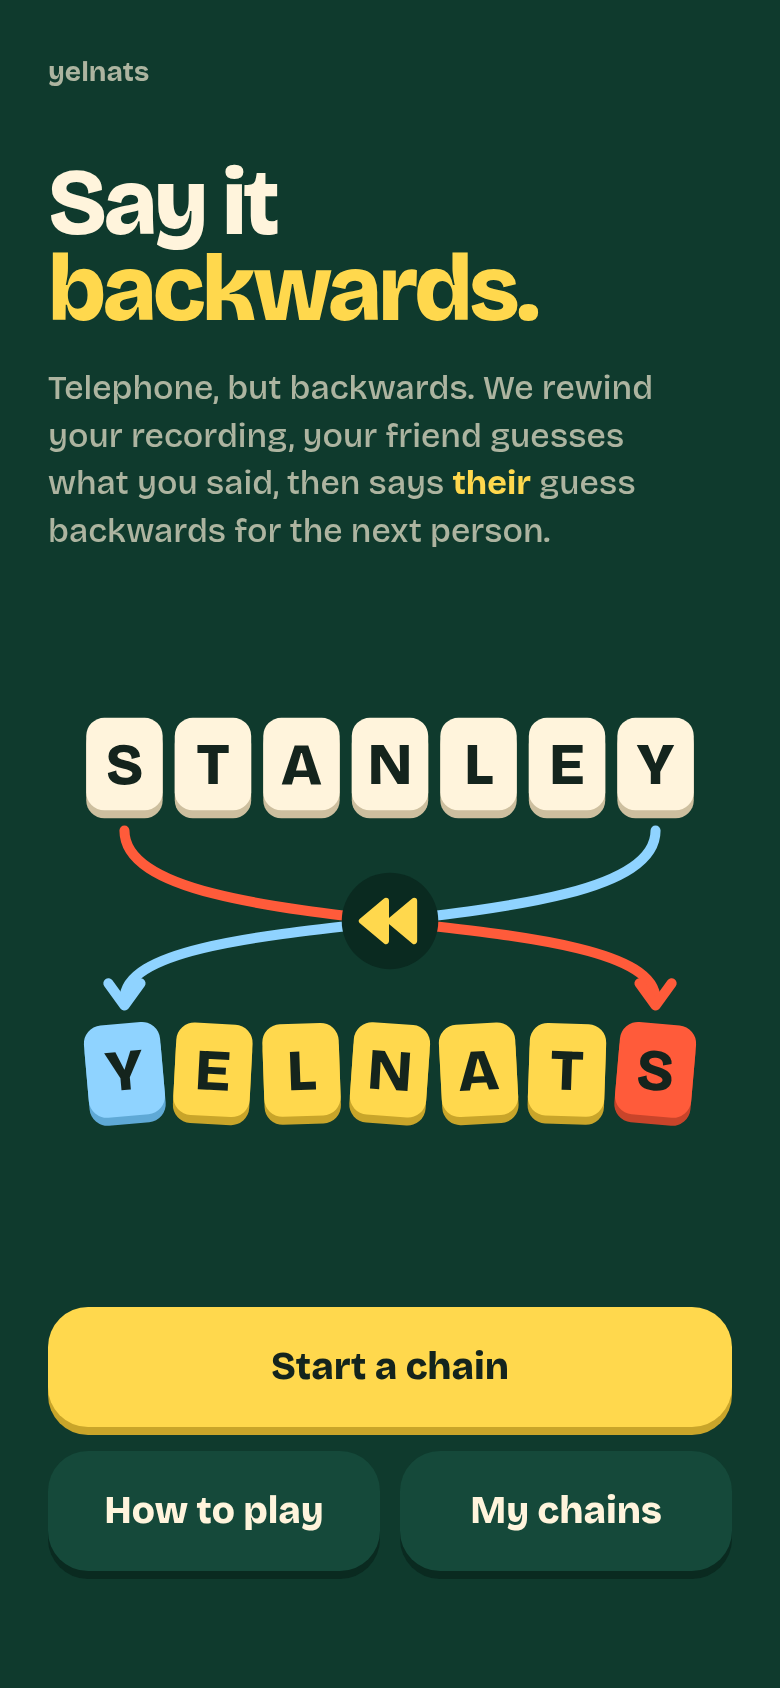 yelnats
Say it
backwards.
Telephone, but backwards. We rewind
your recording, your friend guesses
what you said, then says their guess
backwards for the next person.
STANLEY
YELNATS
Start a chain
How to play
My chains